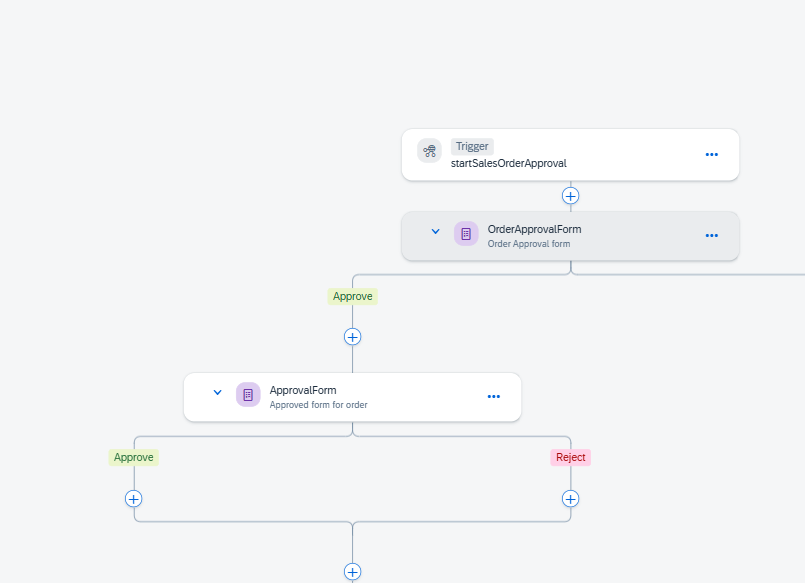 Trigger
startSalesOrderApproval
OrderApprovalForm
Order Approval form
Approve
ApprovalForm
Approved form for order
Approve
Reject